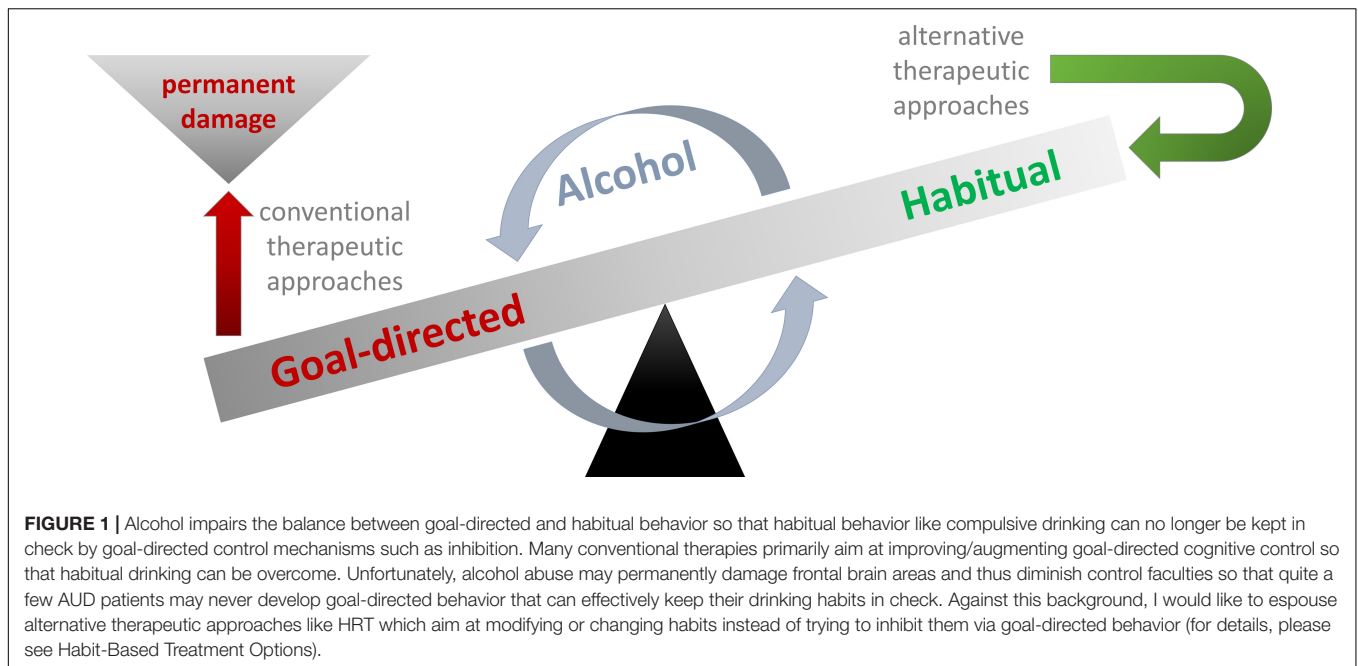 permanent
damage
conventional
therapeutic
approaches
Alcohol
alternative
therapeutic
approaches
Goal-directed
Habitual
FIGURE 1 | Alcohol impairs the balance between goal-directed and habitual behavior so that habitual behavior like compulsive drinking can no longer be kept in
check by goal-directed control mechanisms such as inhibition. Many conventional therapies primarily aim at improving/augmenting goal-directed cognitive control so
that habitual drinking can be overcome. Unfortunately, alcohol abuse may permanently damage frontal brain areas and thus diminish control faculties so that quite a
few AUD patients may never develop goal-directed behavior that can effectively keep their drinking habits in check. Against this background, I would like to espouse
alternative therapeutic approaches like HRT which aim at modifying or changing habits instead of trying to inhibit them via goal-directed behavior (for details, please
see Habit-Based Treatment Options).